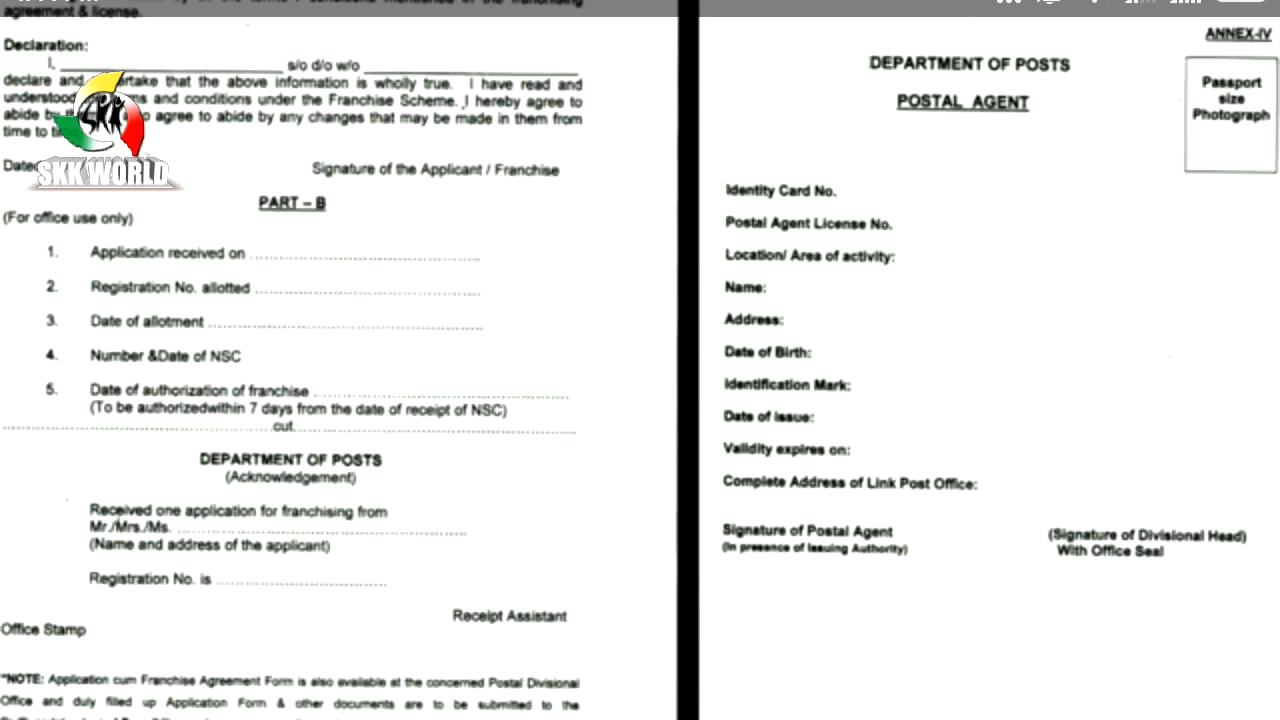 agreement & license.
Declaration:
I, s/o d/o w/o
declare and rtake that the above information is wholly true. I have read and
understood s and conditions under the Franchise Scheme. I hereby agree to
abide by o agree to abide by any changes that may be made in them from
time to
SKK
SKK WORLD
Date Signature of the Applicant / Franchise
PART – B
(For office use only)
1. Application received on
2. Registration No. allotted
3. Date of allotment
4. Number &Date of NSC
5. Date of authorization of franchise
(To be authorizedwithin 7 days from the date of receipt of NSC)
cut
DEPARTMENT OF POSTS
(Acknowledgement)
Received one application for franchising from
Mr./Mrs./Ms.
(Name and address of the applicant)
Registration No. is
Receipt Assistant
Office Stamp
*NOTE: Application cum Franchise Agreement Form is also available at the concerned Postal Divisional
Office and duly filled up Application Form & other documents are to be submitted to the
ANNEX-IV
DEPARTMENT OF POSTS
POSTAL AGENT
Passport
size
Photograph
Identity Card No.
Postal Agent License No.
Location/ Area of activity:
Name:
Address:
Date of Birth:
Identification Mark:
Date of issue:
Validity expires on:
Complete Address of Link Post Office:
Signature of Postal Agent
(In presence of Issuing Authority)
(Signature of Divisional Head)
With Office Seal